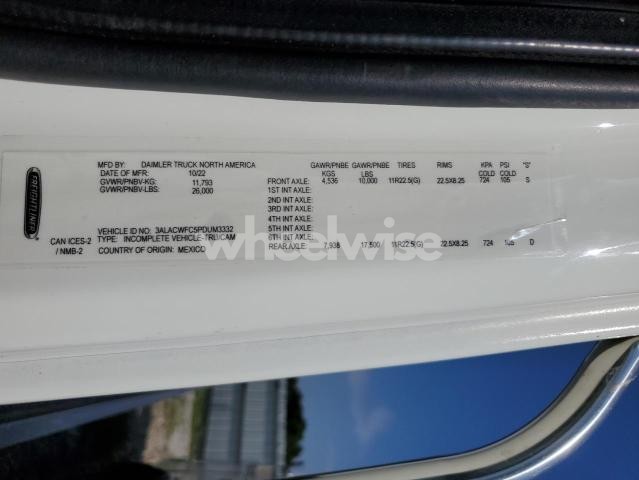 FREIGHTLINER
MFD BY: DAIMLER TRUCK NORTH AMERICA
DATE OF MFR: 10/22
GVWR/PNBV-KG: 11,793
GVWR/PNBV-LBS: 26,000
VEHICLE ID NO: 3ALACWFC5PDUM3332
TYPE: INCOMPLETE VEHICLE-TRUCAM
COUNTRY OF ORIGIN: MEXICO
CAN ICES-2
/ NMB-2
GAWR/PNBE GAWR/PNBE TIRES RIMS KPA PSI "S"
KGS LBS COLD COLD
FRONT AXLE: 4,536 10,000 11R22.5(G) 22.5X8.25 724 105 S
1ST INT AXLE:
2ND INT AXLE:
3RD INT AXLE:
4TH INT AXLE:
5TH INT AXLE:
6TH INT AXLE:
REAR AXLE: 7,938 17,500 11R22.5(G) 22.5X8.25 724 105 D
wheelwise